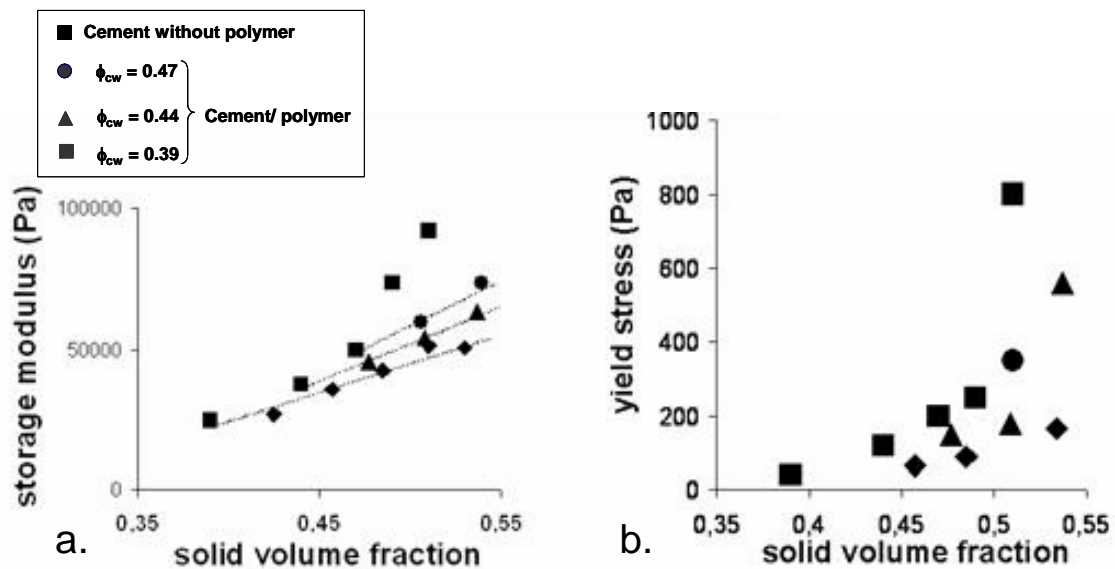 Cement without polymer
ϕcw = 0.47
ϕcw = 0.44
Cement/ polymer
ϕcw = 0.39
storage modulus (Pa)
100000
50000
0
0,35
0,45
0,55
solid volume fraction
a.
yield stress (Pa)
1000
800
600
400
200
0
0,35
0,4
0,45
0,5
0,55
solid volume fraction
b.